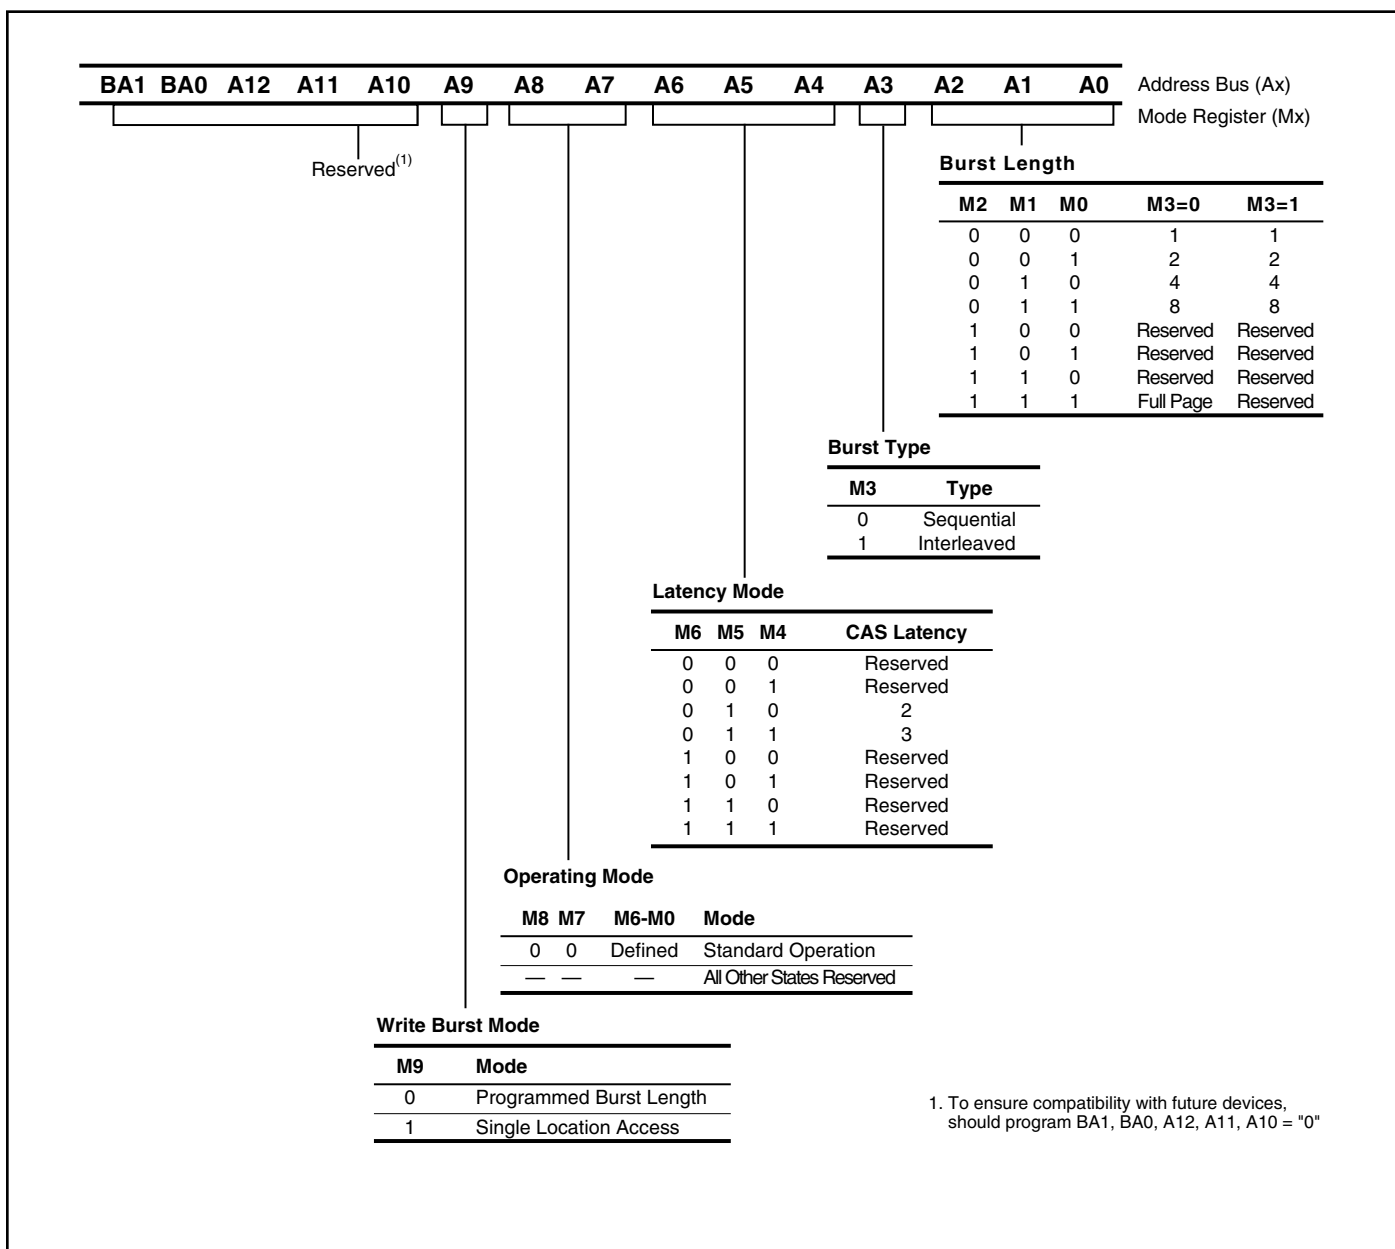 BA1 BA0 A12 A11 A10 A9 A8 A7 A6 A5 A4 A3 A2 A1 A0 Address Bus (Ax)
Mode Register (Mx)
Reserved(1)
Burst Length
M2 M1 M0 M3=0 M3=1
0 0 0 1 1
0 0 1 2 2
0 1 0 4 4
0 1 1 8 8
1 0 0 Reserved Reserved
1 0 1 Reserved Reserved
1 1 0 Reserved Reserved
1 1 1 Full Page Reserved
Burst Type
M3 Type
0 Sequential
1 Interleaved
Latency Mode
M6 M5 M4 CAS Latency
0 0 0 Reserved
0 0 1 Reserved
0 1 0 2
0 1 1 3
1 0 0 Reserved
1 0 1 Reserved
1 1 0 Reserved
1 1 1 Reserved
Operating Mode
M8 M7 M6-M0 Mode
0 0 Defined Standard Operation
— — — All Other States Reserved
Write Burst Mode
M9 Mode
0 Programmed Burst Length
1 Single Location Access
1. To ensure compatibility with future devices,
should program BA1, BA0, A12, A11, A10 = "0"